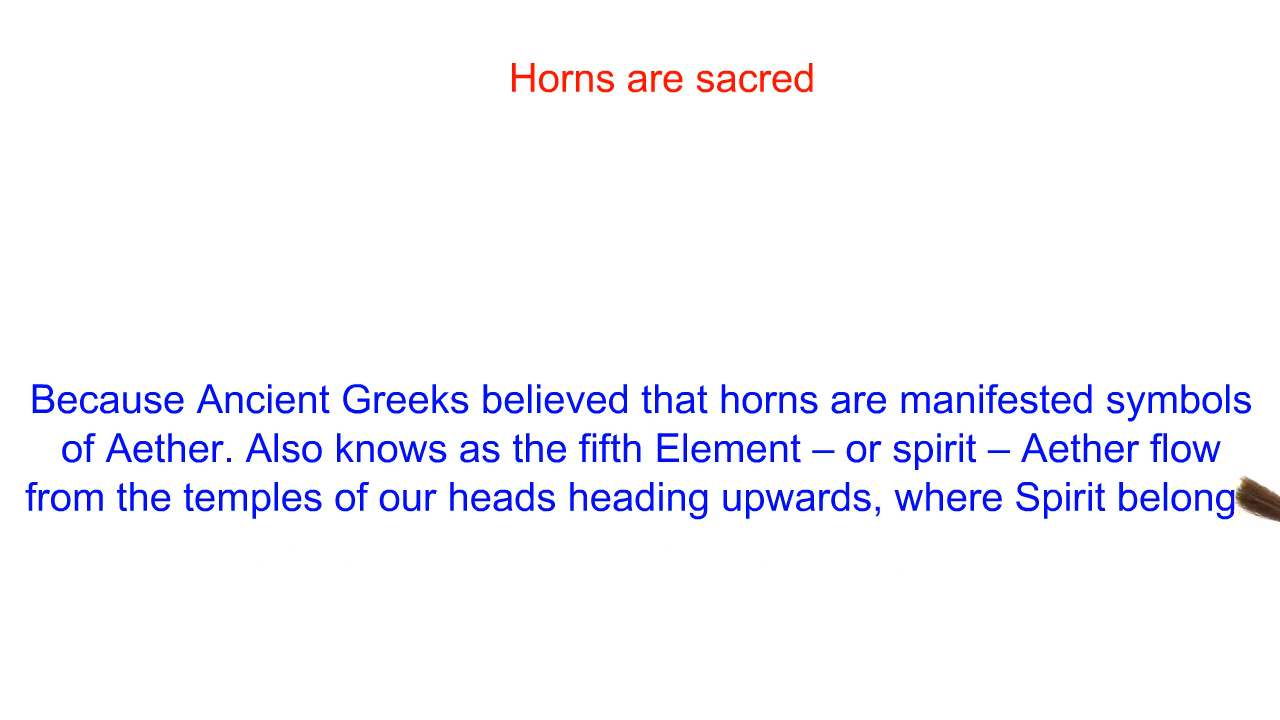 Horns are sacred
Because Ancient Greeks believed that horns are manifested symbols
of Aether. Also knows as the fifth Element – or spirit – Aether flow
from the temples of our heads heading upwards, where Spirit belong